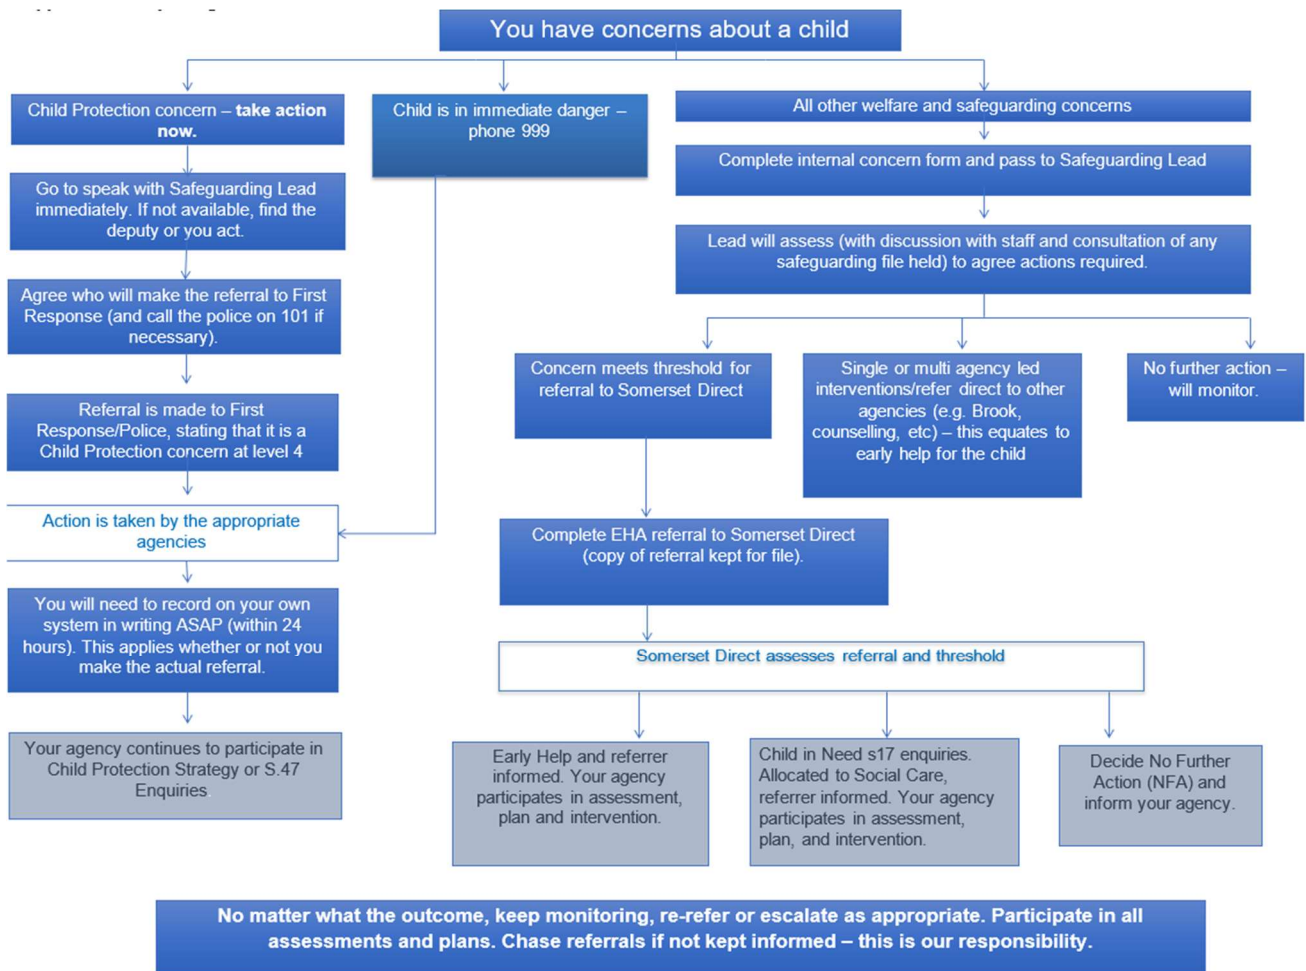 You have concerns about a child
Child Protection concern – take action
now.
Go to speak with Safeguarding Lead
immediately. If not available, find the
deputy or you act.
Agree who will make the referral to First
Response (and call the police on 101 if
necessary).
Referral is made to First
Response/Police, stating that it is a
Child Protection concern at level 4
Action is taken by the appropriate
agencies
You will need to record on your own
system in writing ASAP (within 24
hours). This applies whether or not you
make the actual referral.
Your agency continues to participate in
Child Protection Strategy or S.47
Enquiries
Child is in immediate danger –
phone 999
All other welfare and safeguarding concerns
Complete internal concern form and pass to Safeguarding Lead
Lead will assess (with discussion with staff and consultation of any
safeguarding file held) to agree actions required.
Concern meets threshold for
referral to Somerset Direct
Single or multi agency led
interventions/refer direct to other
agencies (e.g. Brook,
counselling, etc) – this equates to
early help for the child
No further action –
will monitor.
Complete EHA referral to Somerset Direct
(copy of referral kept for file).
Somerset Direct assesses referral and threshold
Early Help and referrer
informed. Your agency
participates in assessment,
plan and intervention.
Child in Need s17 enquiries.
Allocated to Social Care,
referrer informed. Your agency
participates in assessment,
plan, and intervention.
Decide No Further
Action (NFA) and
inform your agency.
No matter what the outcome, keep monitoring, re-refer or escalate as appropriate. Participate in all
assessments and plans. Chase referrals if not kept informed – this is our responsibility.